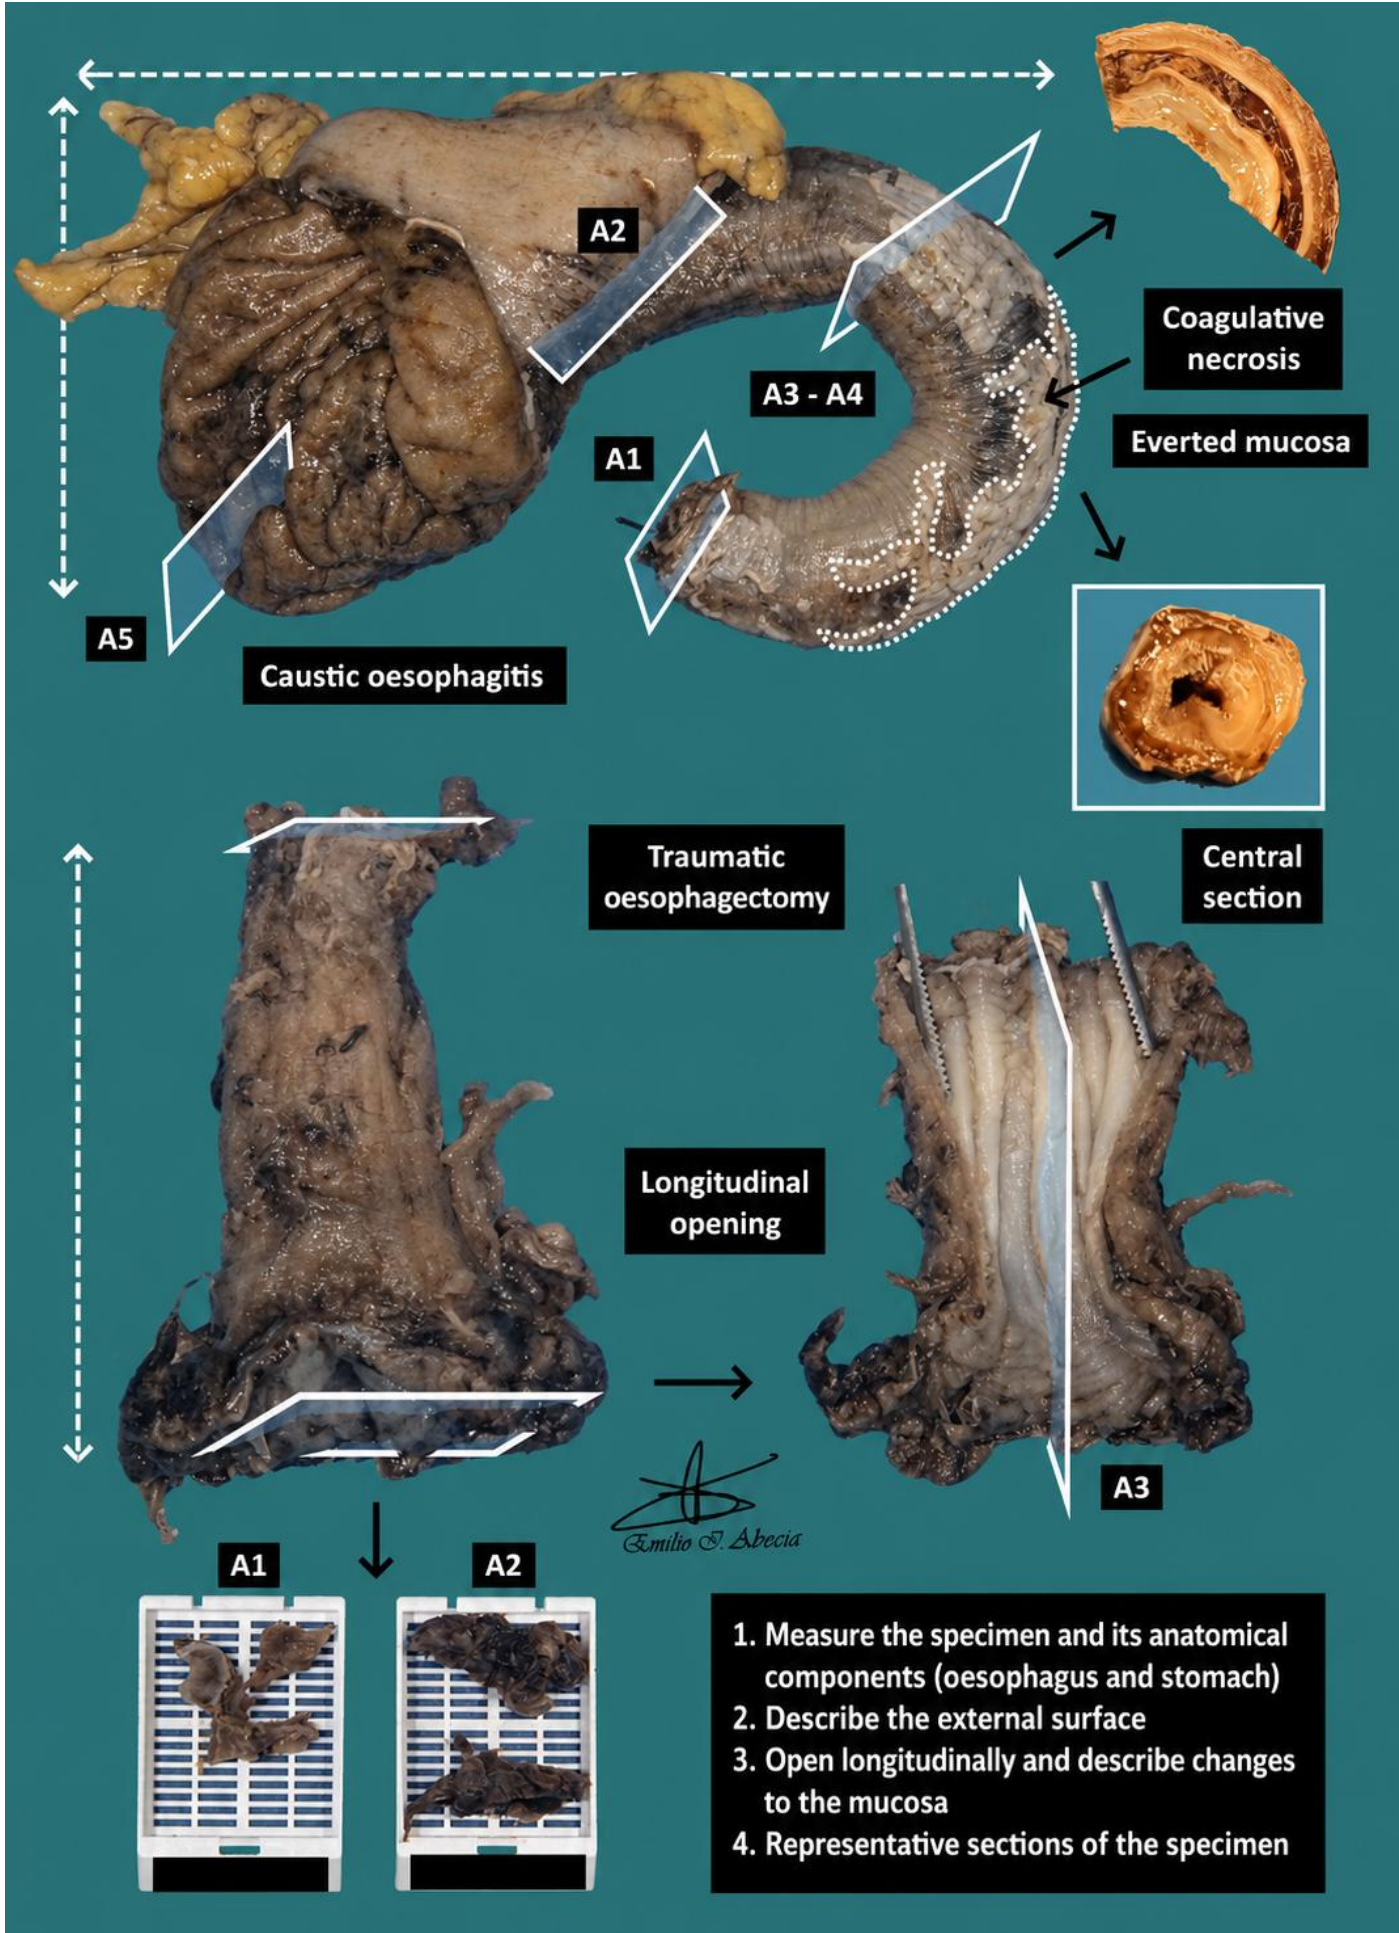 A2
Coagulative
necrosis
A3 - A4
A1
Everted mucosa
A5
Caustic oesophagitis
Traumatic
oesophagectomy
Central
section
Longitudinal
opening
A3
Emilio J. Abecia
A1
A2
1. Measure the specimen and its anatomical
components (oesophagus and stomach)
2. Describe the external surface
3. Open longitudinally and describe changes
to the mucosa
4. Representative sections of the specimen